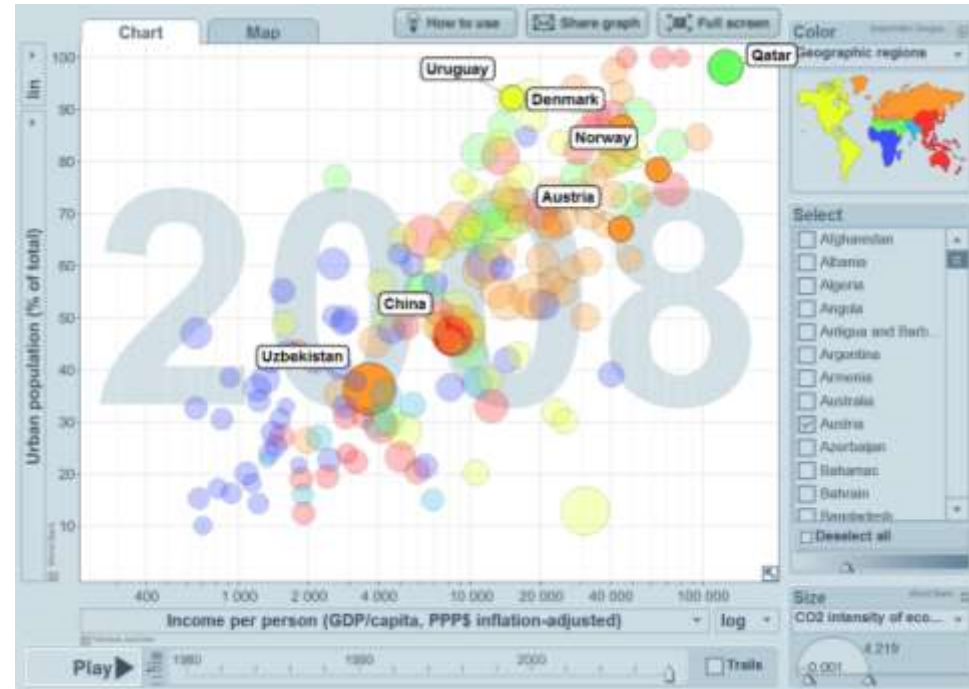 Chart
Map
How to use
Share graph
Full screen
Color
Geographic regions
lin
Urban population (% of total)
100
90
80
70
60
50
40
30
20
10
2008
Uruguay
Denmark
Qatar
Norway
Austria
China
Uzbekistan
Select
Afghanistan
Albania
Algeria
Angola
Antigua and Barb...
Argentina
Armenia
Australia
Austria
Azerbaijan
Bahamas
Bahrain
Bangladesh
Deselect all
400
1 000
2 000
4 000
10 000
20 000
40 000
100 000
Income per person (GDP/capita, PPP$ inflation-adjusted)
log
Size
CO2 intensity of eco...
4.219
0.001
Play
1960
1980
2000
Trails